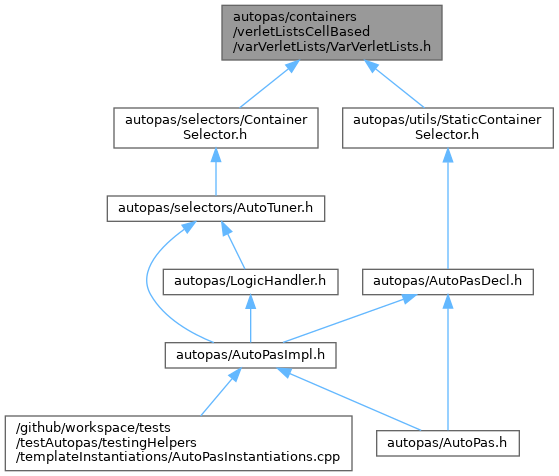 autopas/containers
/verletListsCellBased
/varVerletLists/VarVerletLists.h
autopas/selectors/Container
Selector.h
autopas/utils/StaticContainer
Selector.h
autopas/selectors/AutoTuner.h
autopas/LogicHandler.h
autopas/AutoPasDecl.h
autopas/AutoPasImpl.h
/github/workspace/tests
/testAutopas/testingHelpers
/templateInstantiations/AutoPasInstantiations.cpp
autopas/AutoPas.h